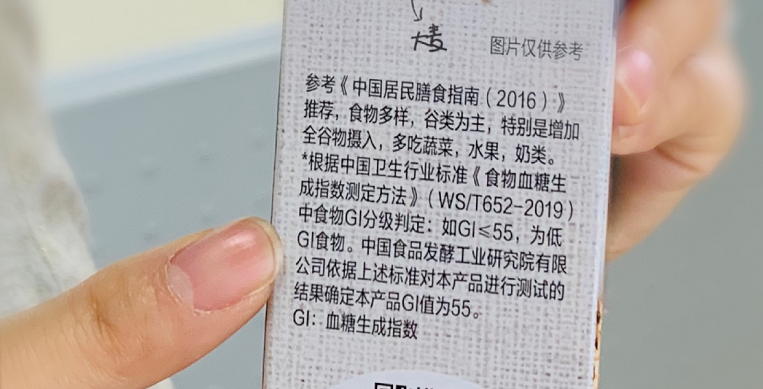 大麦
图片仅供参考
参考《中国居民膳食指南（2016）》
推荐，食物多样，谷类为主，特别是增加
全谷物摄入，多吃蔬菜，水果，奶类。
*根据中国卫生行业标准《食物血糖生
成指数测定方法》（WS/T652-2019）
中食物GI分级判定：如GI≤55，为低
GI食物。中国食品发酵工业研究院有限
公司依据上述标准对本产品进行测试的
结果确定本产品GI值为55。
GI：血糖生成指数